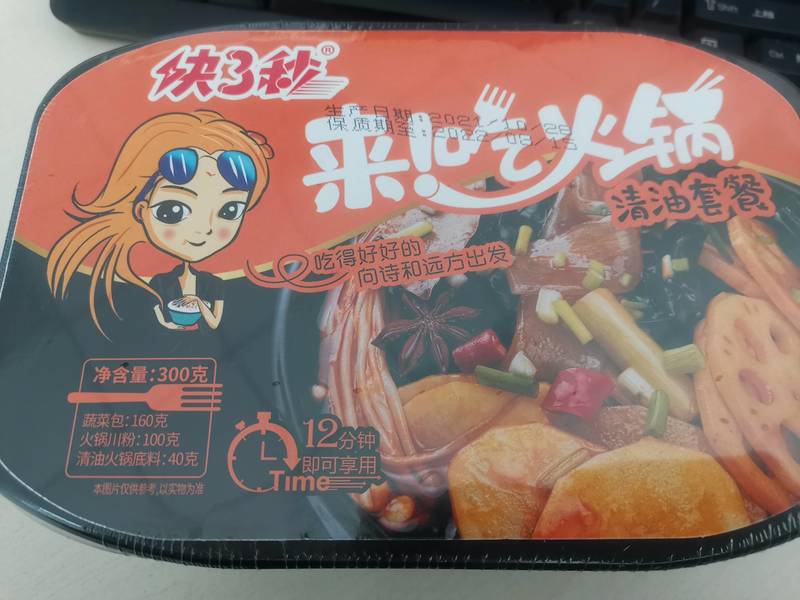 快3秒®
生产日期:2021/10/26
保质期至:2022/08/15
来!吃火锅
清油套餐
吃得好好的
向诗和远方出发
净含量:300克
蔬菜包:160克
火锅川粉:100克
清油火锅底料:40克
本图片仅供参考,以实物为准
12分钟
即可享用
Time
Shift
上档